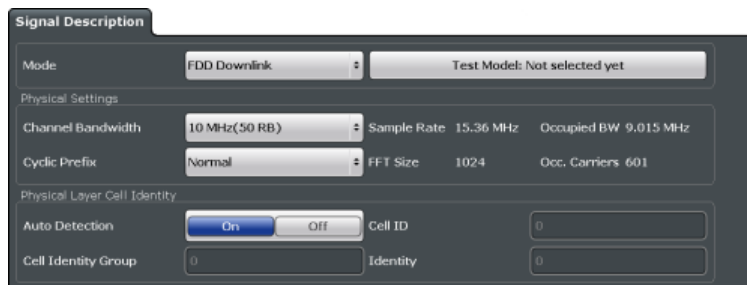 Signal Description
Mode FDD Downlink Test Model: Not selected yet
Physical Settings
Channel Bandwidth 10 MHz(50 RB) Sample Rate 15.36 MHz Occupied BW 9.015 MHz
Cyclic Prefix Normal FFT Size 1024 Occ. Carriers 601
Physical Layer Cell Identity
Auto Detection On Off Cell ID 0
Cell Identity Group 0 Identity 0